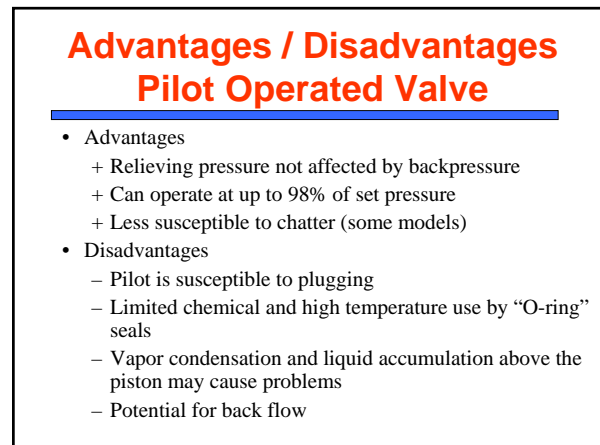 Advantages / Disadvantages
Pilot Operated Valve
• Advantages
+ Relieving pressure not affected by backpressure
+ Can operate at up to 98% of set pressure
+ Less susceptible to chatter (some models)
• Disadvantages
– Pilot is susceptible to plugging
– Limited chemical and high temperature use by “O-ring”
seals
– Vapor condensation and liquid accumulation above the
piston may cause problems
– Potential for back flow